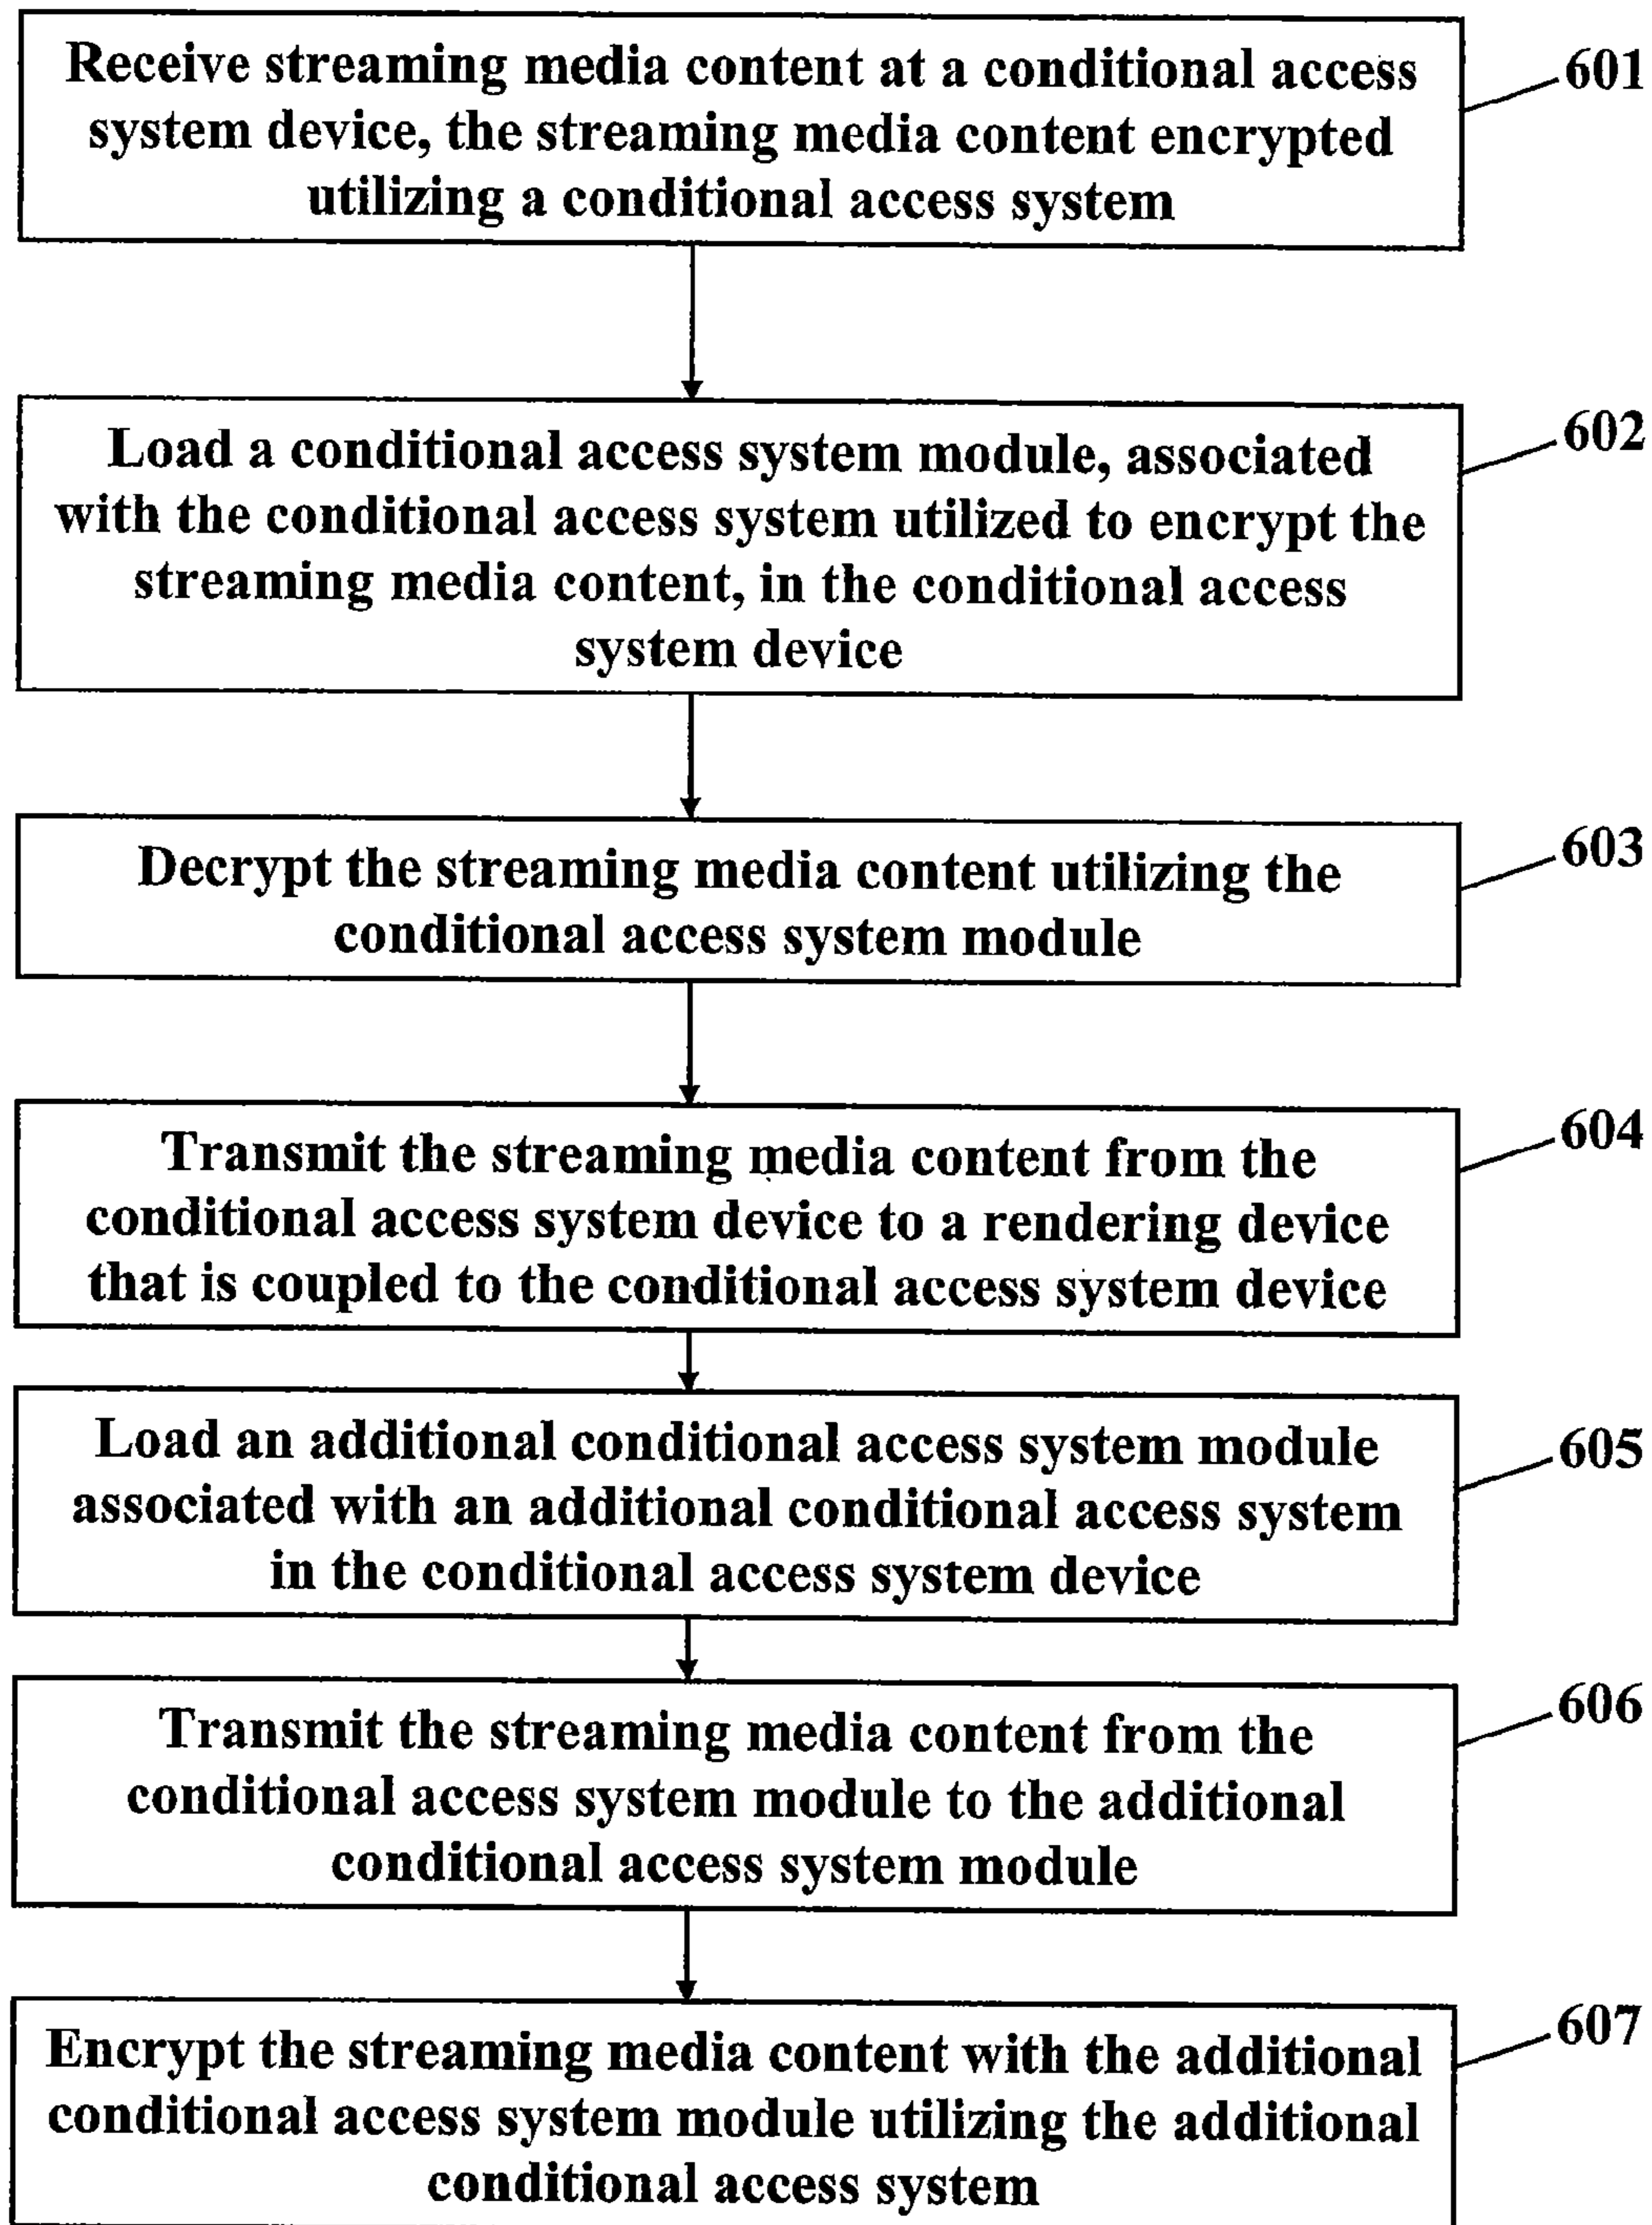 Receive streaming media content at a conditional access
system device, the streaming media content encrypted
utilizing a conditional access system
601
Load a conditional access system module, associated
with the conditional access system utilized to encrypt the
streaming media content, in the conditional access
system device
602
Decrypt the streaming media content utilizing the
conditional access system module
603
Transmit the streaming media content from the
conditional access system device to a rendering device
that is coupled to the conditional access system device
604
Load an additional conditional access system module
associated with an additional conditional access system
in the conditional access system device
605
Transmit the streaming media content from the
conditional access system module to the additional
conditional access system module
606
Encrypt the streaming media content with the additional
conditional access system module utilizing the additional
conditional access system
607